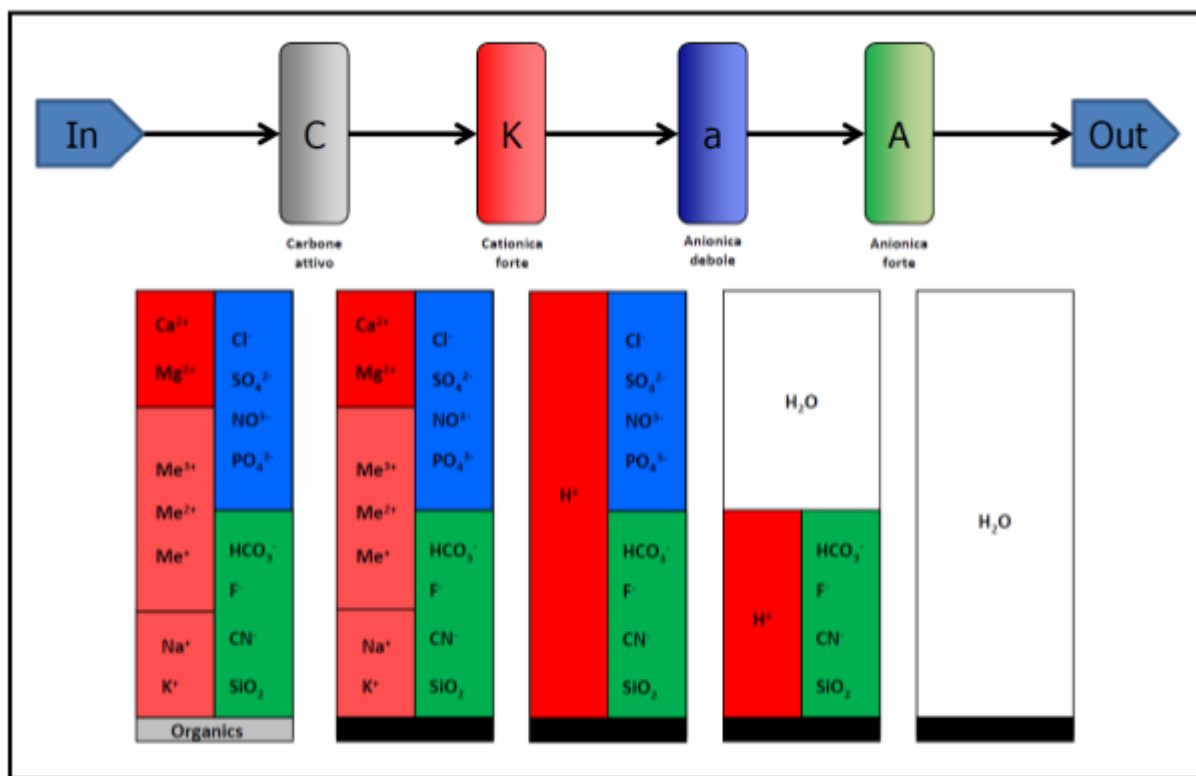 In
C
K
a
A
Out
Carbone
attivo
Cationica
forte
Anionica
debole
Anionica
forte
Ca²⁺
Mg²⁺
Me³⁺
Me²⁺
Me⁺
Na⁺
K⁺
Cl⁻
SO₄²⁻
NO³⁻
PO₄³⁻
HCO₃⁻
F⁻
CN⁻
SiO₂
Organics
Ca²⁺
Mg²⁺
Me³⁺
Me²⁺
Me⁺
Na⁺
K⁺
Cl⁻
SO₄²⁻
NO³⁻
PO₄³⁻
HCO₃⁻
F⁻
CN⁻
SiO₂
H⁺
Cl⁻
SO₄²⁻
NO³⁻
PO₄³⁻
HCO₃⁻
F⁻
CN⁻
SiO₂
H₂O
H⁺
HCO₃⁻
F⁻
CN⁻
SiO₂
H₂O